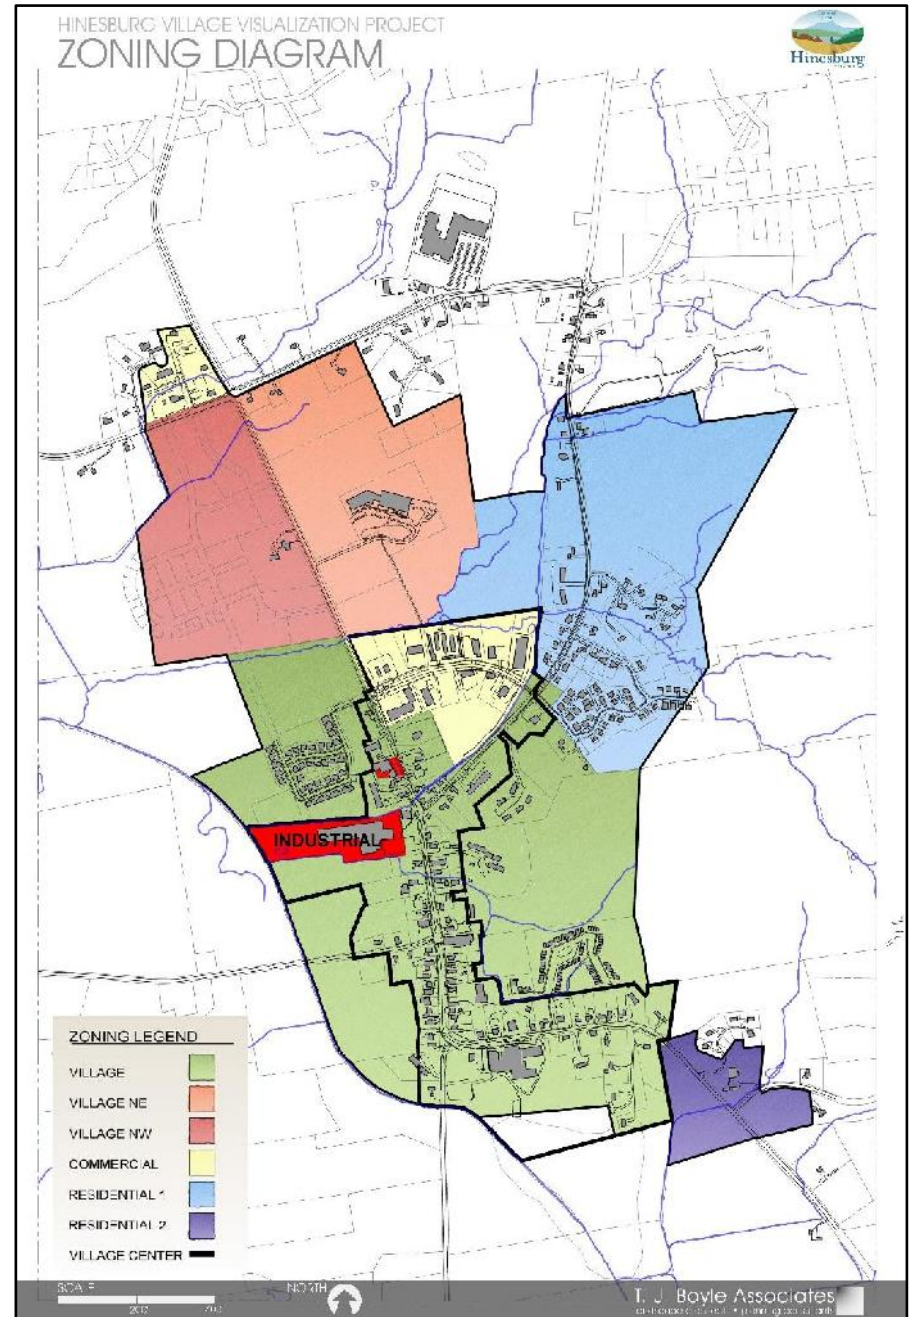 HINESBURG VILLAGE VISUALIZATION PROJECT
ZONING DIAGRAM
Hinesburg
INDUSTRIAL
ZONING LEGEND
VILLAGE
VILLAGE NE
VILLAGE NW
COMMERCIAL
RESIDENTIAL 1
RESIDENTIAL 2
VILLAGE CENTER
SCALE
NORTH
T. J. Boyle Associates